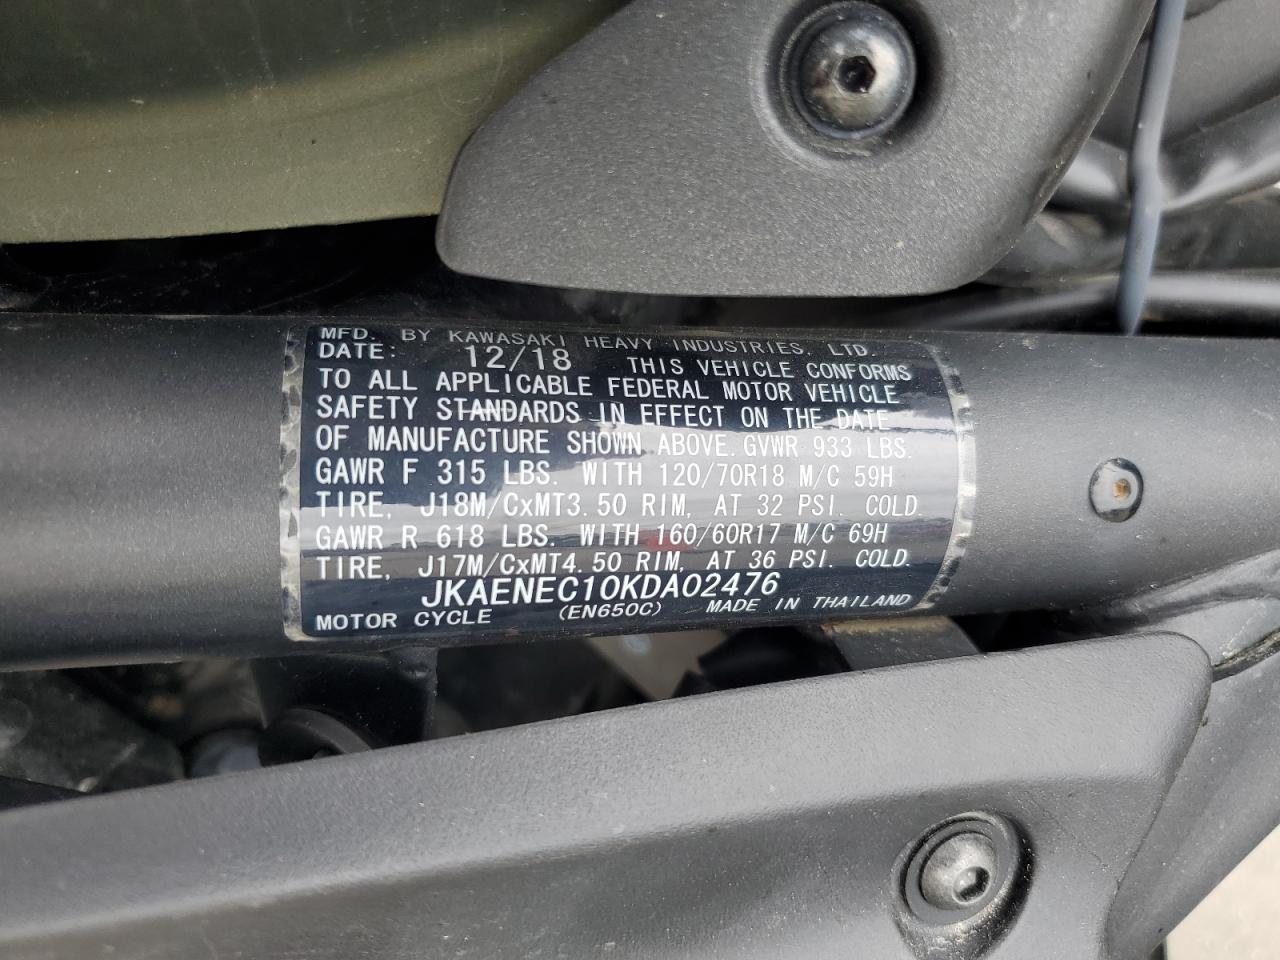 MFD. BY KAWASAKI HEAVY INDUSTRIES, LTD.
DATE: 12/18 THIS VEHICLE CONFORMS
TO ALL APPLICABLE FEDERAL MOTOR VEHICLE
SAFETY STANDARDS IN EFFECT ON THE DATE
OF MANUFACTURE SHOWN ABOVE. GVWR 933 LBS.
GAWR F 315 LBS. WITH 120/70R18 M/C 59H
TIRE, J18M/CxMT3.50 RIM, AT 32 PSI. COLD.
GAWR R 618 LBS. WITH 160/60R17 M/C 69H
TIRE, J17M/CxMT4.50 RIM, AT 36 PSI. COLD.
JKAENEC10KDA02476
MOTOR CYCLE (EN650C) MADE IN THAILAND